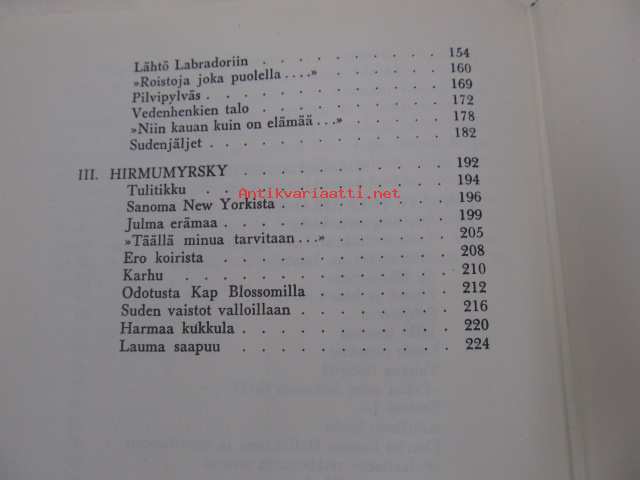 Lähtö Labradoriin . . . . . . . . . . 154
»Roistoja joka puolella . . . .» . . . . . . 160
Pilvipylväs . . . . . . . . . . . . 169
Vedenhenkien talo . . . . . . . . . . 172
»Niin kauan kuin on elämää . . .» . . . . . 178
Sudenjäljet . . . . . . . . . . . . 182
III. HIRMUMYRSKY . . . . . . . . . . 192
Tulitikku . . . . . . . . . . . . 194
Antikvariaatti.net
Sanoma New Yorkista . . . . . . . . . 196
Julma erämaa . . . . . . . . . . . 199
»Täällä minua tarvitaan . . .» . . . . . . 205
Ero koirista . . . . . . . . . . . 208
Karhu . . . . . . . . . . . . . 210
Odotusta Kap Blossomilla . . . . . . . 212
Suden vaistot valloillaan . . . . . . . . 216
Harmaa kukkula . . . . . . . . . . 220
Lauma saapuu . . . . . . . . . . . 224